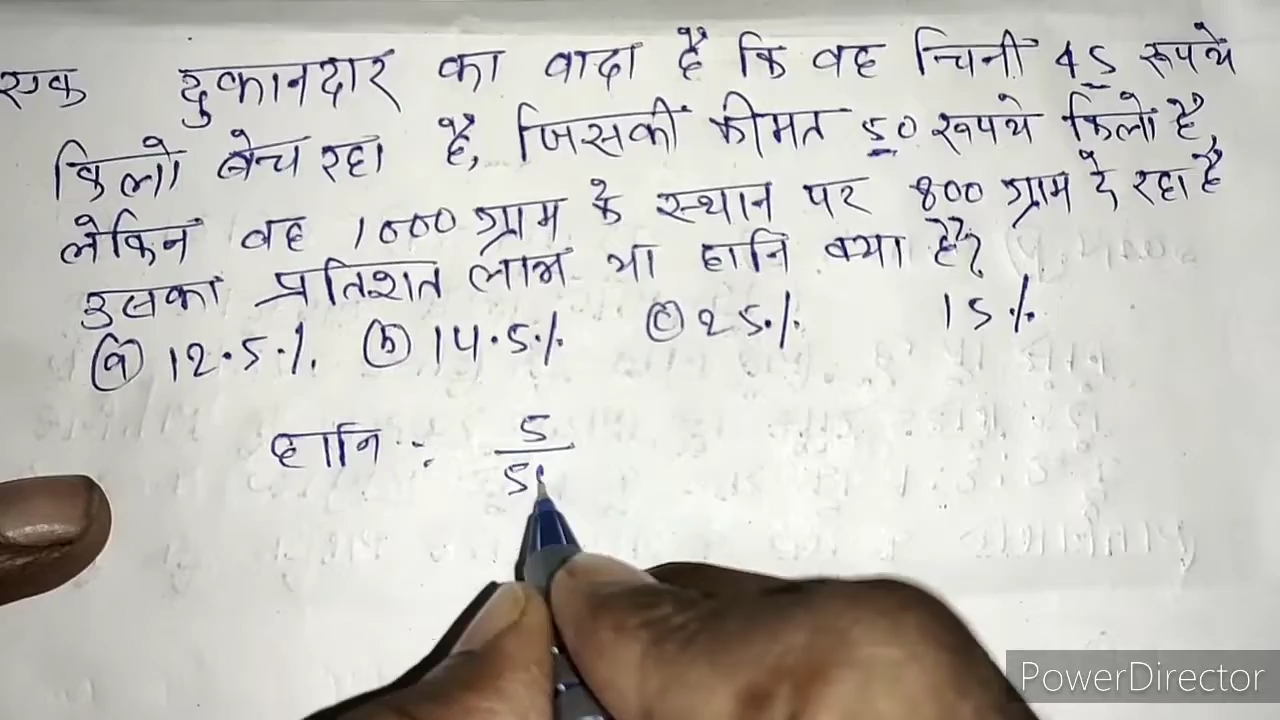 एक दुकानदार का वादा है कि वह चिनी 45 रूपये
किलो बेच रहा है, जिसकी कीमत 50 रूपये किलो है,
लेकिन वह 1000 ग्राम के स्थान पर 800 ग्राम दे रहा है
उसका प्रतिशत लाभ या हानि क्या है?
(a) 12.5% (b) 14.5% (c) 25% 15%
हानि :
5
50
PowerDirector